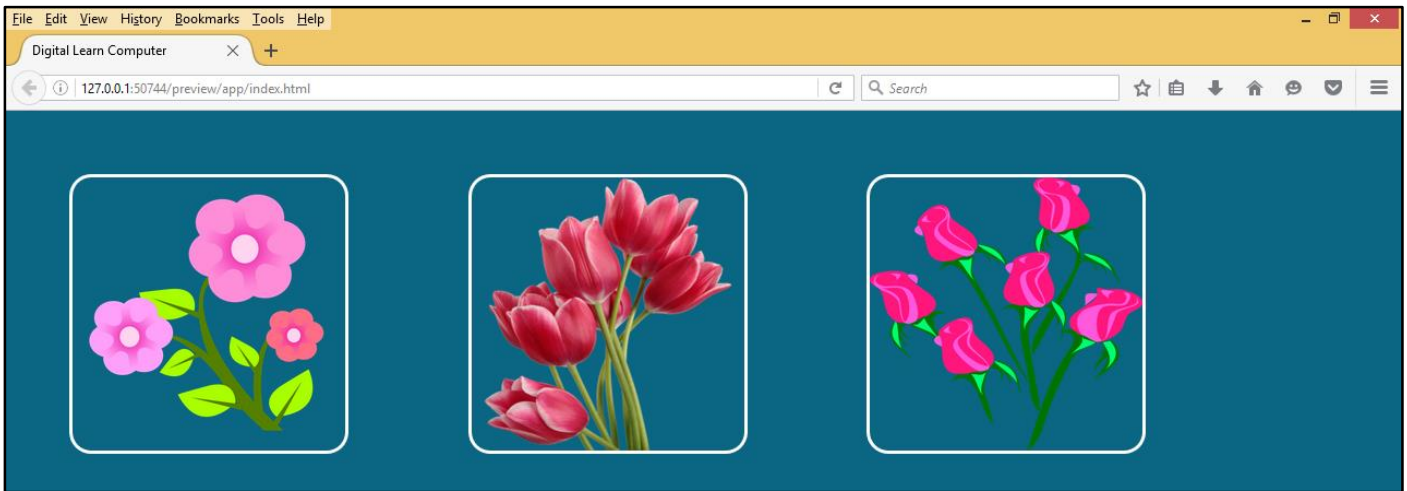 File Edit View History Bookmarks Tools Help
Digital Learn Computer
127.0.0.1:50744/preview/app/index.html
Search